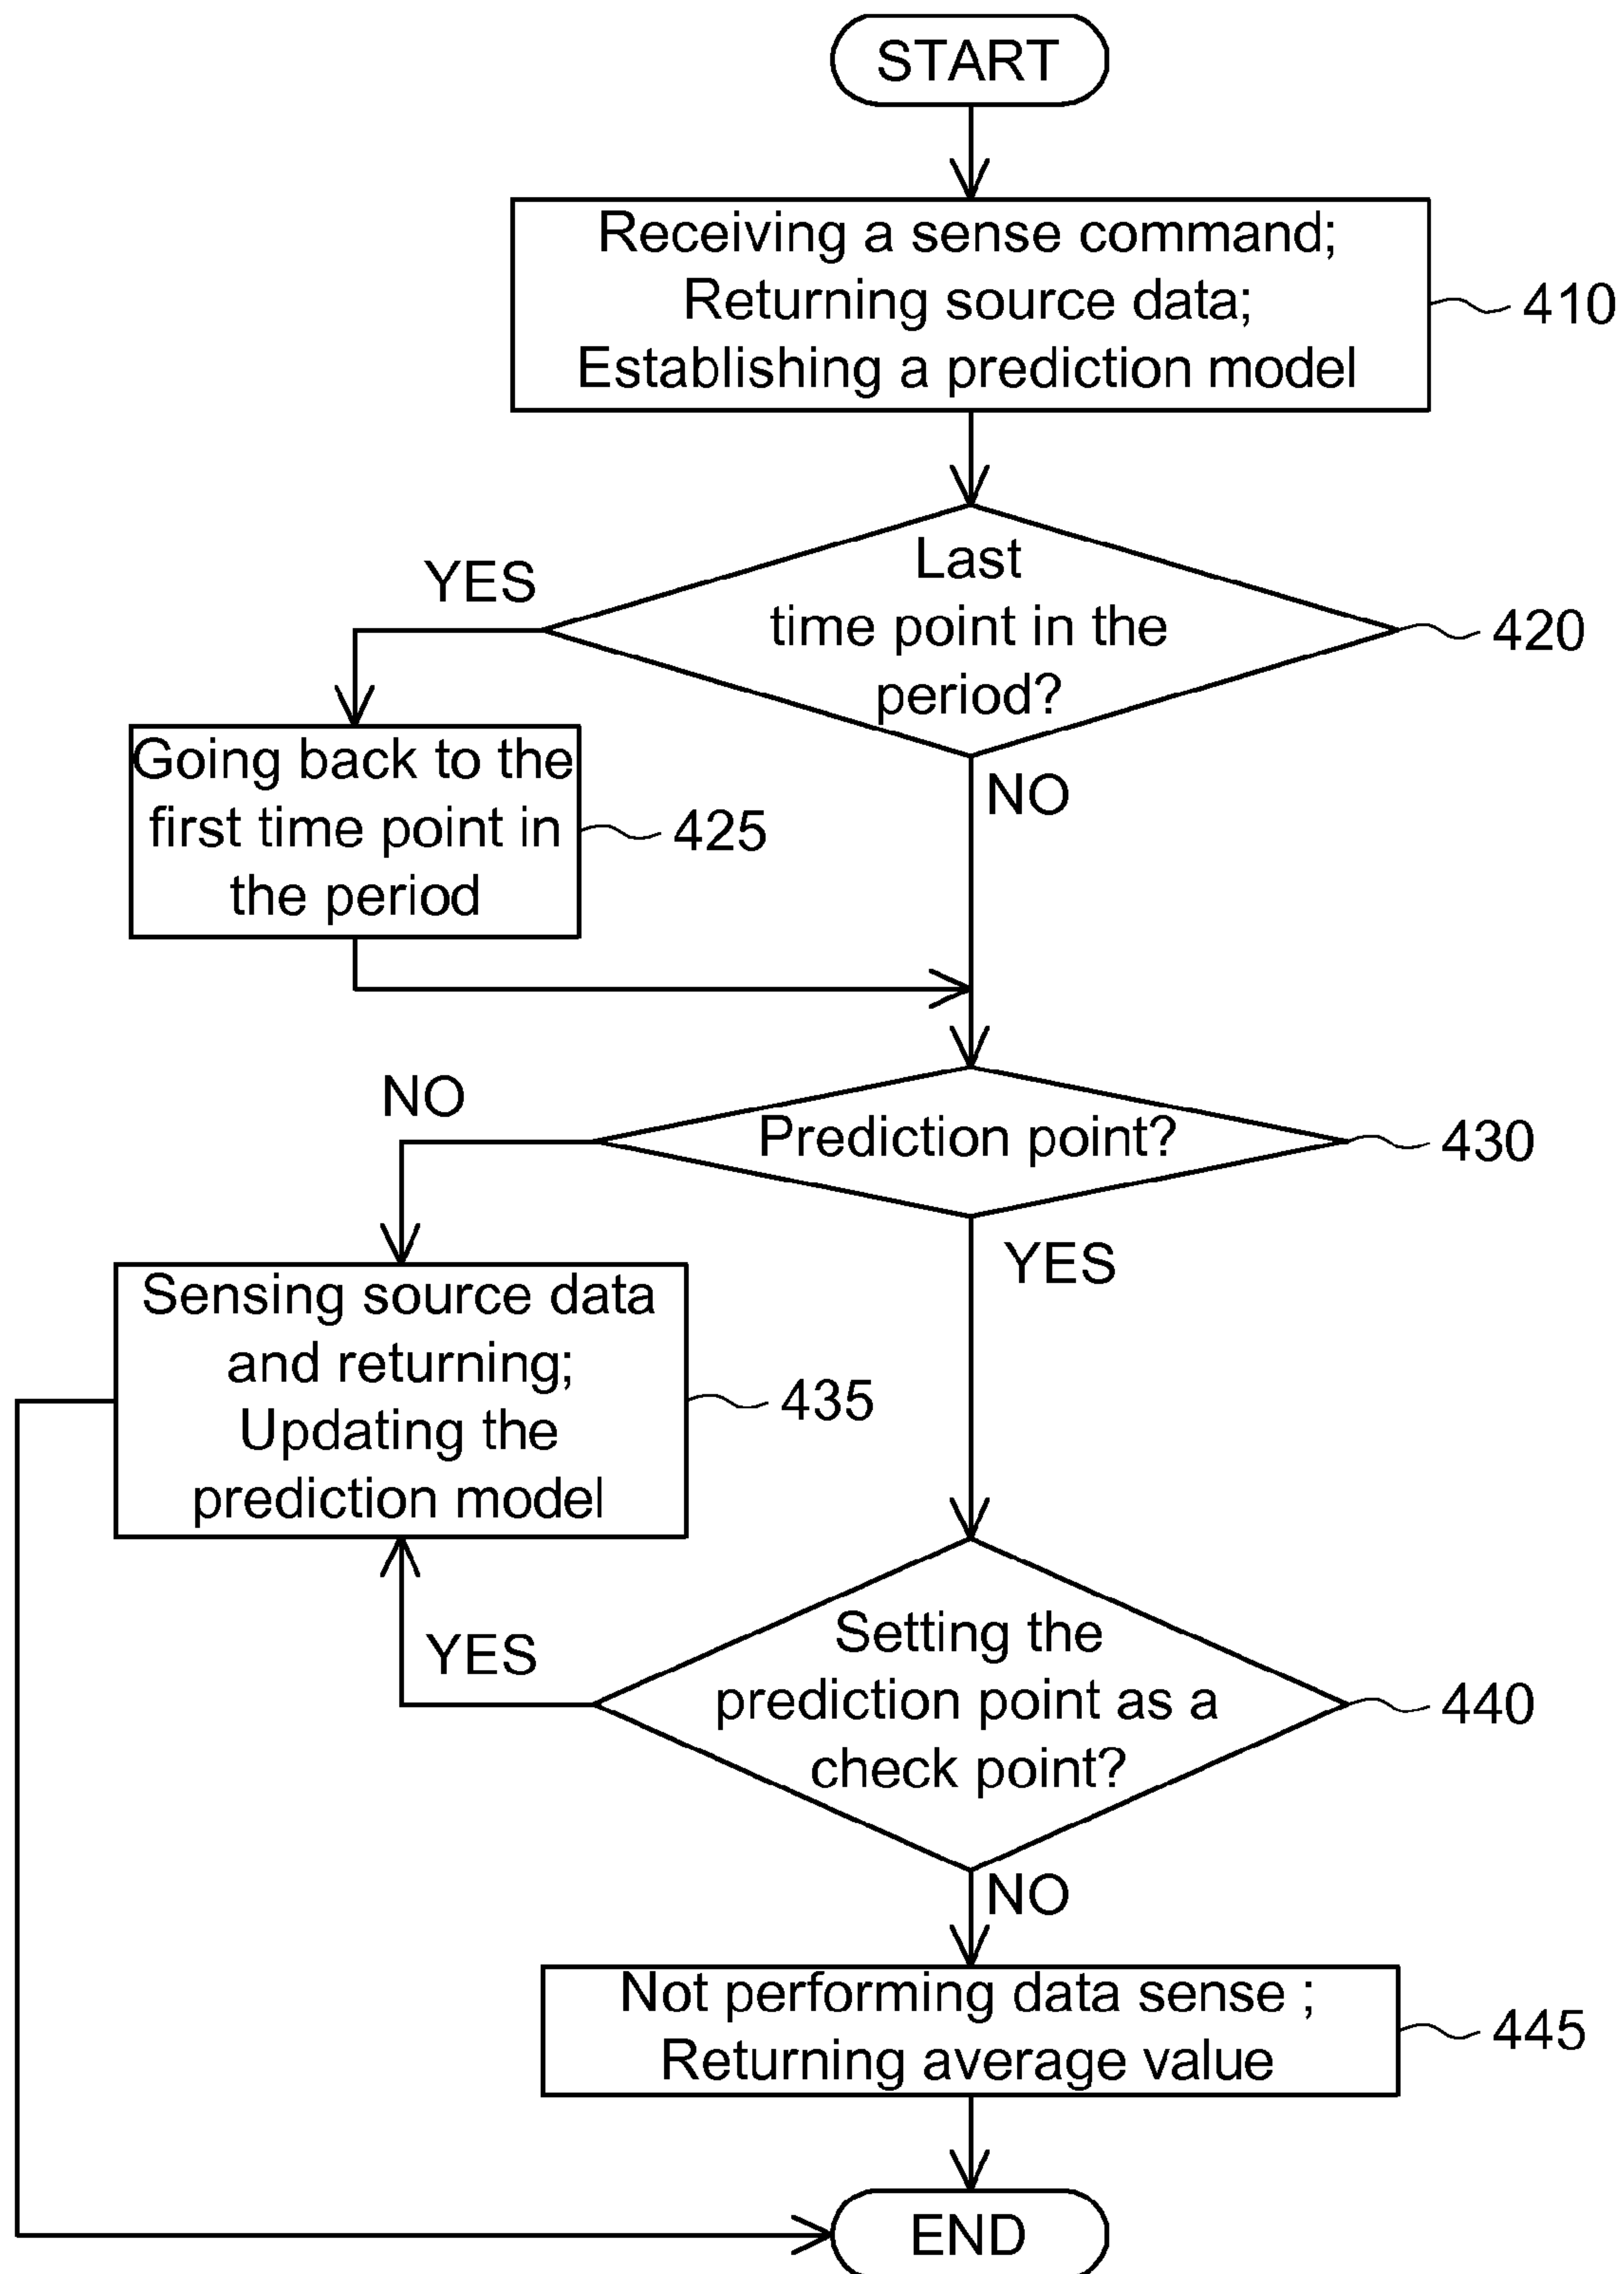 START
Receiving a sense command;
Returning source data;
Establishing a prediction model
410
Last
time point in the
period?
420
YES
NO
Going back to the
first time point in
the period
425
Prediction point?
430
NO
YES
Sensing source data
and returning;
Updating the
prediction model
435
Setting the
prediction point as a
check point?
440
YES
NO
Not performing data sense ;
Returning average value
445
END